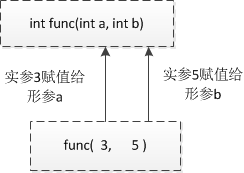 int func(int a, int b)
实参3赋值给
形参a
实参5赋值给
形参b
func( 3, 5 )